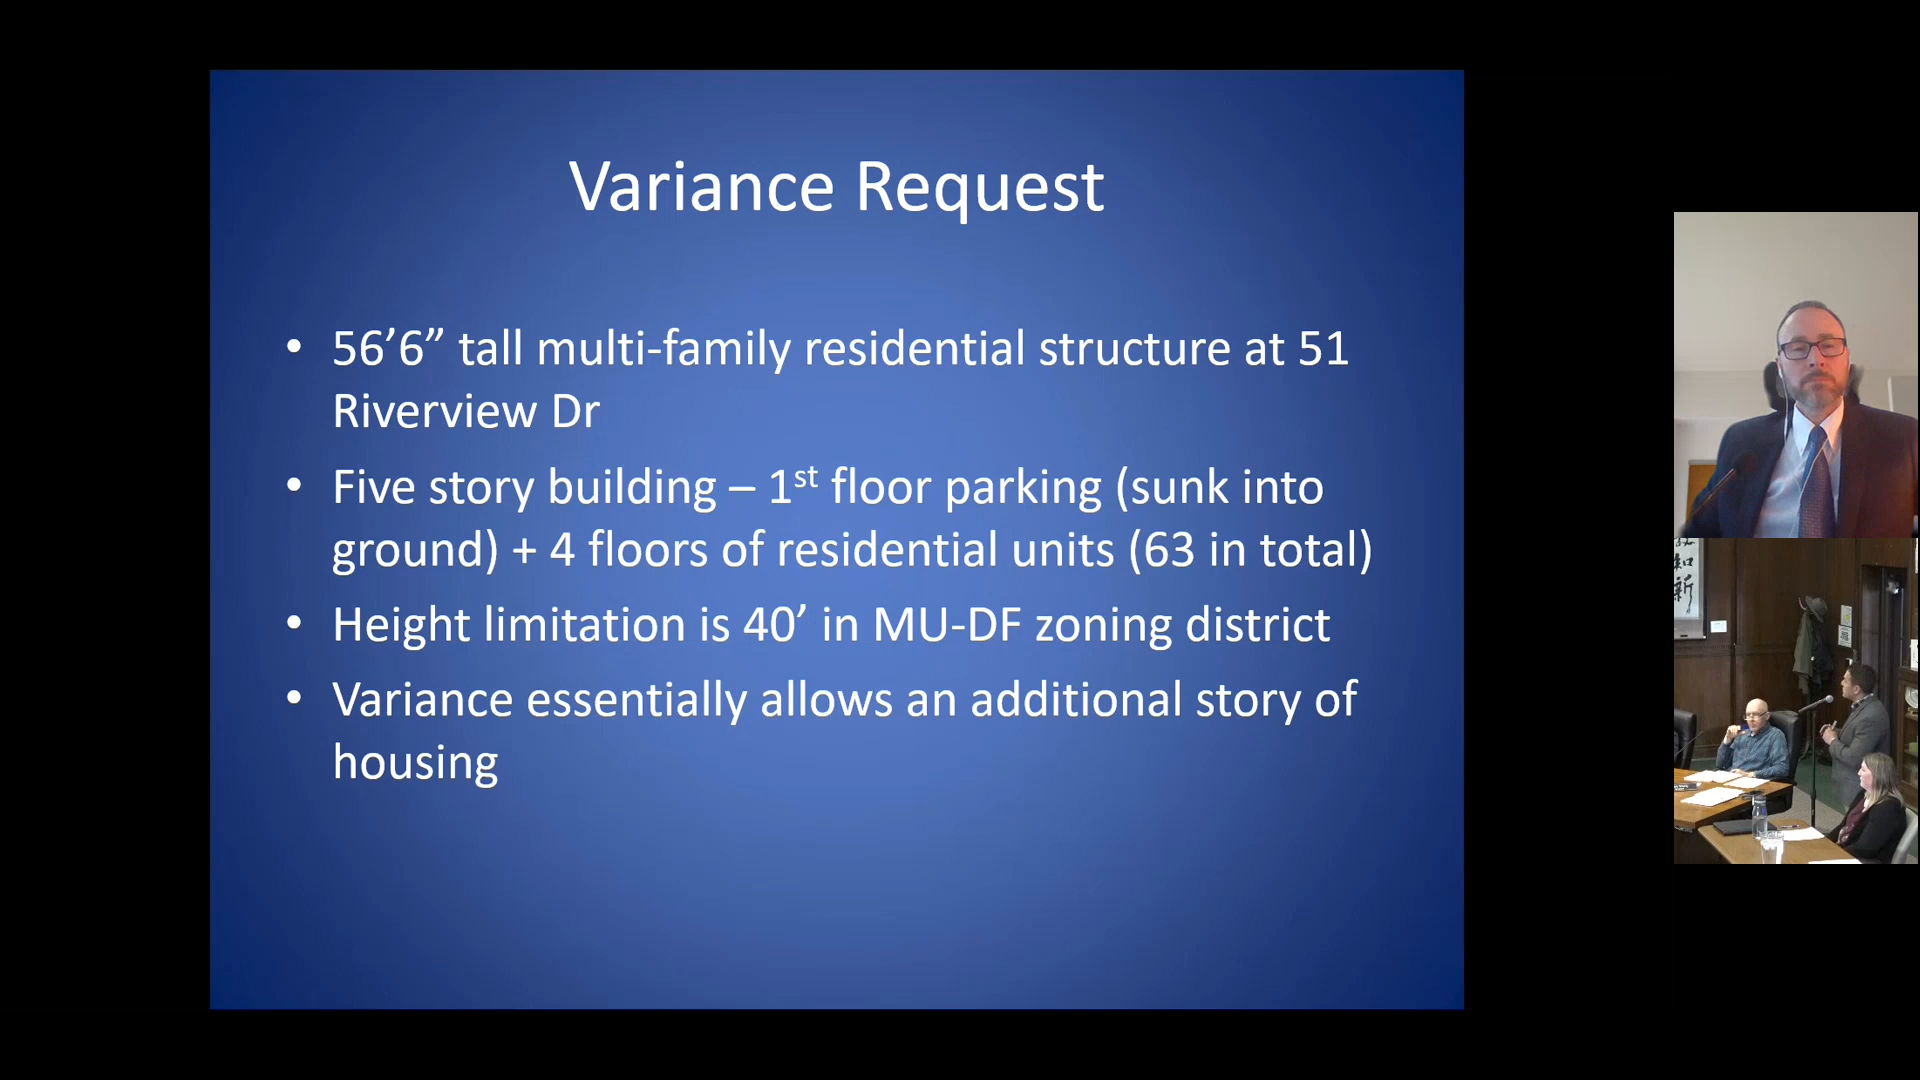 Variance Request
• 56’6” tall multi-family residential structure at 51
Riverview Dr
• Five story building – 1st floor parking (sunk into
ground) + 4 floors of residential units (63 in total)
• Height limitation is 40’ in MU-DF zoning district
• Variance essentially allows an additional story of
housing
知
新